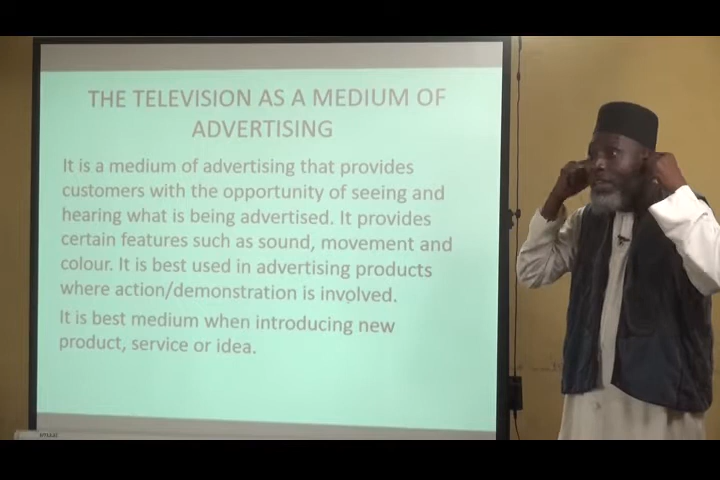 THE TELEVISION AS A MEDIUM OF
ADVERTISING
It is a medium of advertising that provides
customers with the opportunity of seeing and
hearing what is being advertised. It provides
certain features such as sound, movement and
colour. It is best used in advertising products
where action/demonstration is involved.
It is best medium when introducing new
product, service or idea.